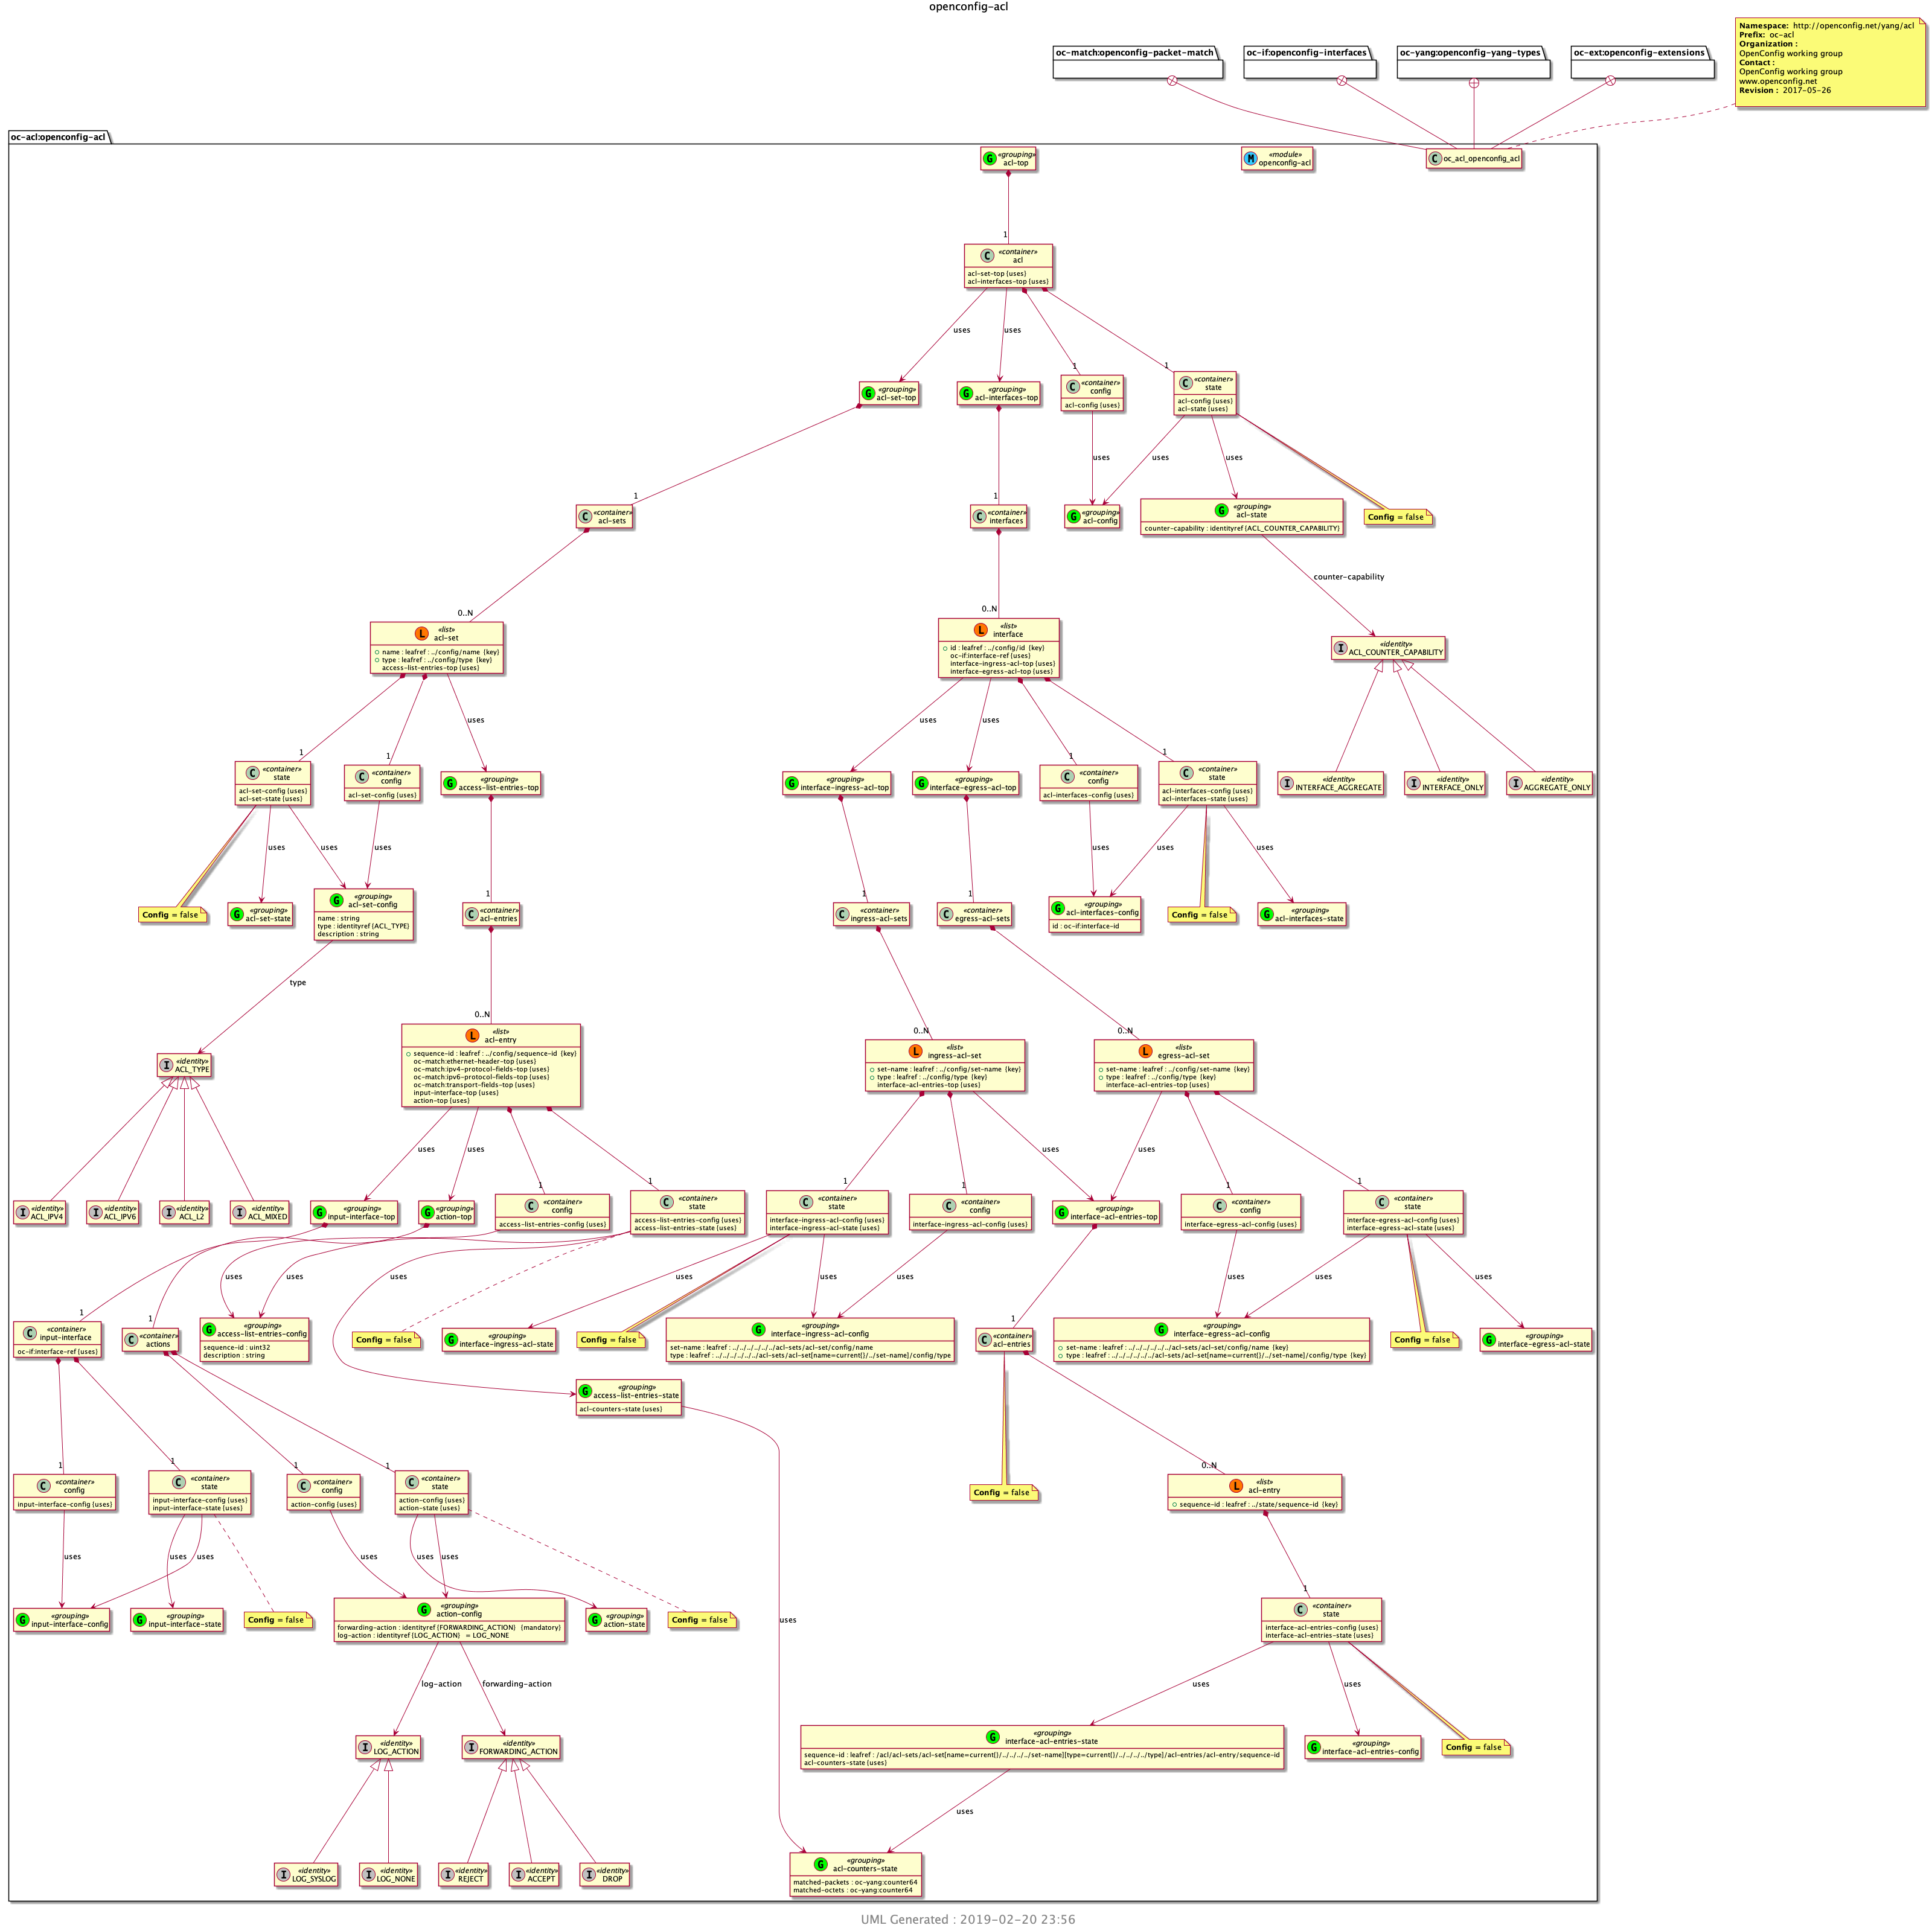 openconfig-acl
Namespace: http://openconfig.net/yang/acl
Prefix: oc-acl
Organization :
OpenConfig working group
Contact :
OpenConfig working group
www.openconfig.net
Revision : 2017-05-26
oc-match:openconfig-packet-match
oc-if:openconfig-interfaces
oc-yang:openconfig-yang-types
oc-ext:openconfig-extensions
oc-acl:openconfig-acl
G «grouping»
acl-top
M «module»
openconfig-acl
C oc_acl_openconfig_acl
1
C «container»
acl
acl-set-top {uses}
acl-interfaces-top {uses}
uses
uses
1
1
G «grouping»
acl-set-top
G «grouping»
acl-interfaces-top
C «container»
config
acl-config {uses}
C «container»
state
acl-config {uses}
acl-state {uses}
uses
uses
uses
1
1
C «container»
acl-sets
C «container»
interfaces
G «grouping»
acl-config
G «grouping»
acl-state
counter-capability : identityref {ACL_COUNTER_CAPABILITY}
Config = false
counter-capability
0..N
0..N
L «list»
acl-set
name : leafref : ../config/name {key}
type : leafref : ../config/type {key}
access-list-entries-top {uses}
L «list»
interface
id : leafref : ../config/id {key}
oc-if:interface-ref {uses}
interface-ingress-acl-top {uses}
interface-egress-acl-top {uses}
I «identity»
ACL_COUNTER_CAPABILITY
uses
uses
uses
1
1
1
1
C «container»
state
acl-set-config {uses}
acl-set-state {uses}
C «container»
config
acl-set-config {uses}
G «grouping»
access-list-entries-top
G «grouping»
interface-ingress-acl-top
G «grouping»
interface-egress-acl-top
C «container»
config
acl-interfaces-config {uses}
C «container»
state
acl-interfaces-config {uses}
acl-interfaces-state {uses}
I «identity»
INTERFACE_AGGREGATE
I «identity»
INTERFACE_ONLY
I «identity»
AGGREGATE_ONLY
uses
uses
uses
uses
uses
uses
1
1
1
Config = false
G «grouping»
acl-set-state
G «grouping»
acl-set-config
name : string
type : identityref {ACL_TYPE}
description : string
C «container»
acl-entries
C «container»
ingress-acl-sets
C «container»
egress-acl-sets
G «grouping»
acl-interfaces-config
id : oc-if:interface-id
Config = false
G «grouping»
acl-interfaces-state
type
0..N
0..N
0..N
I «identity»
ACL_TYPE
L «list»
acl-entry
sequence-id : leafref : ../config/sequence-id {key}
oc-match:ethernet-header-top {uses}
oc-match:ipv4-protocol-fields-top {uses}
oc-match:ipv6-protocol-fields-top {uses}
oc-match:transport-fields-top {uses}
input-interface-top {uses}
action-top {uses}
L «list»
ingress-acl-set
set-name : leafref : ../config/set-name {key}
type : leafref : ../config/type {key}
interface-acl-entries-top {uses}
L «list»
egress-acl-set
set-name : leafref : ../config/set-name {key}
type : leafref : ../config/type {key}
interface-acl-entries-top {uses}
uses
uses
uses
uses
1
1
1
1
1
1
I «identity»
ACL_IPV4
I «identity»
ACL_IPV6
I «identity»
ACL_L2
I «identity»
ACL_MIXED
G «grouping»
input-interface-top
G «grouping»
action-top
C «container»
config
access-list-entries-config {uses}
C «container»
state
access-list-entries-config {uses}
access-list-entries-state {uses}
C «container»
state
interface-ingress-acl-config {uses}
interface-ingress-acl-state {uses}
C «container»
config
interface-ingress-acl-config {uses}
G «grouping»
interface-acl-entries-top
C «container»
config
interface-egress-acl-config {uses}
C «container»
state
interface-egress-acl-config {uses}
interface-egress-acl-state {uses}
uses
uses
uses
uses
uses
uses
uses
uses
uses
1
1
1
C «container»
input-interface
oc-if:interface-ref {uses}
C «container»
actions
G «grouping»
access-list-entries-config
sequence-id : uint32
description : string
Config = false
G «grouping»
interface-ingress-acl-state
Config = false
G «grouping»
interface-ingress-acl-config
set-name : leafref : ../../../../../../acl-sets/acl-set/config/name
type : leafref : ../../../../../../acl-sets/acl-set[name=current()/../set-name]/config/type
C «container»
acl-entries
G «grouping»
interface-egress-acl-config
set-name : leafref : ../../../../../../acl-sets/acl-set/config/name {key}
type : leafref : ../../../../../../acl-sets/acl-set[name=current()/../set-name]/config/type {key}
Config = false
G «grouping»
interface-egress-acl-state
G «grouping»
access-list-entries-state
acl-counters-state {uses}
1
1
1
1
0..N
C «container»
config
input-interface-config {uses}
C «container»
state
input-interface-config {uses}
input-interface-state {uses}
C «container»
config
action-config {uses}
C «container»
state
action-config {uses}
action-state {uses}
Config = false
L «list»
acl-entry
sequence-id : leafref : ../state/sequence-id {key}
uses
uses
uses
uses
uses
uses
1
G «grouping»
input-interface-config
G «grouping»
input-interface-state
Config = false
G «grouping»
action-config
forwarding-action : identityref {FORWARDING_ACTION} {mandatory}
log-action : identityref {LOG_ACTION} = LOG_NONE
G «grouping»
action-state
Config = false
uses
C «container»
state
interface-acl-entries-config {uses}
interface-acl-entries-state {uses}
log-action
forwarding-action
uses
uses
I «identity»
LOG_ACTION
I «identity»
FORWARDING_ACTION
G «grouping»
interface-acl-entries-state
sequence-id : leafref : /acl/acl-sets/acl-set[name=current()/../../../../set-name][type=current()/../../../../type]/acl-entries/acl-entry/sequence-id
acl-counters-state {uses}
G «grouping»
interface-acl-entries-config
Config = false
uses
I «identity»
LOG_SYSLOG
I «identity»
LOG_NONE
I «identity»
REJECT
I «identity»
ACCEPT
I «identity»
DROP
G «grouping»
acl-counters-state
matched-packets : oc-yang:counter64
matched-octets : oc-yang:counter64
UML Generated : 2019-02-20 23:56